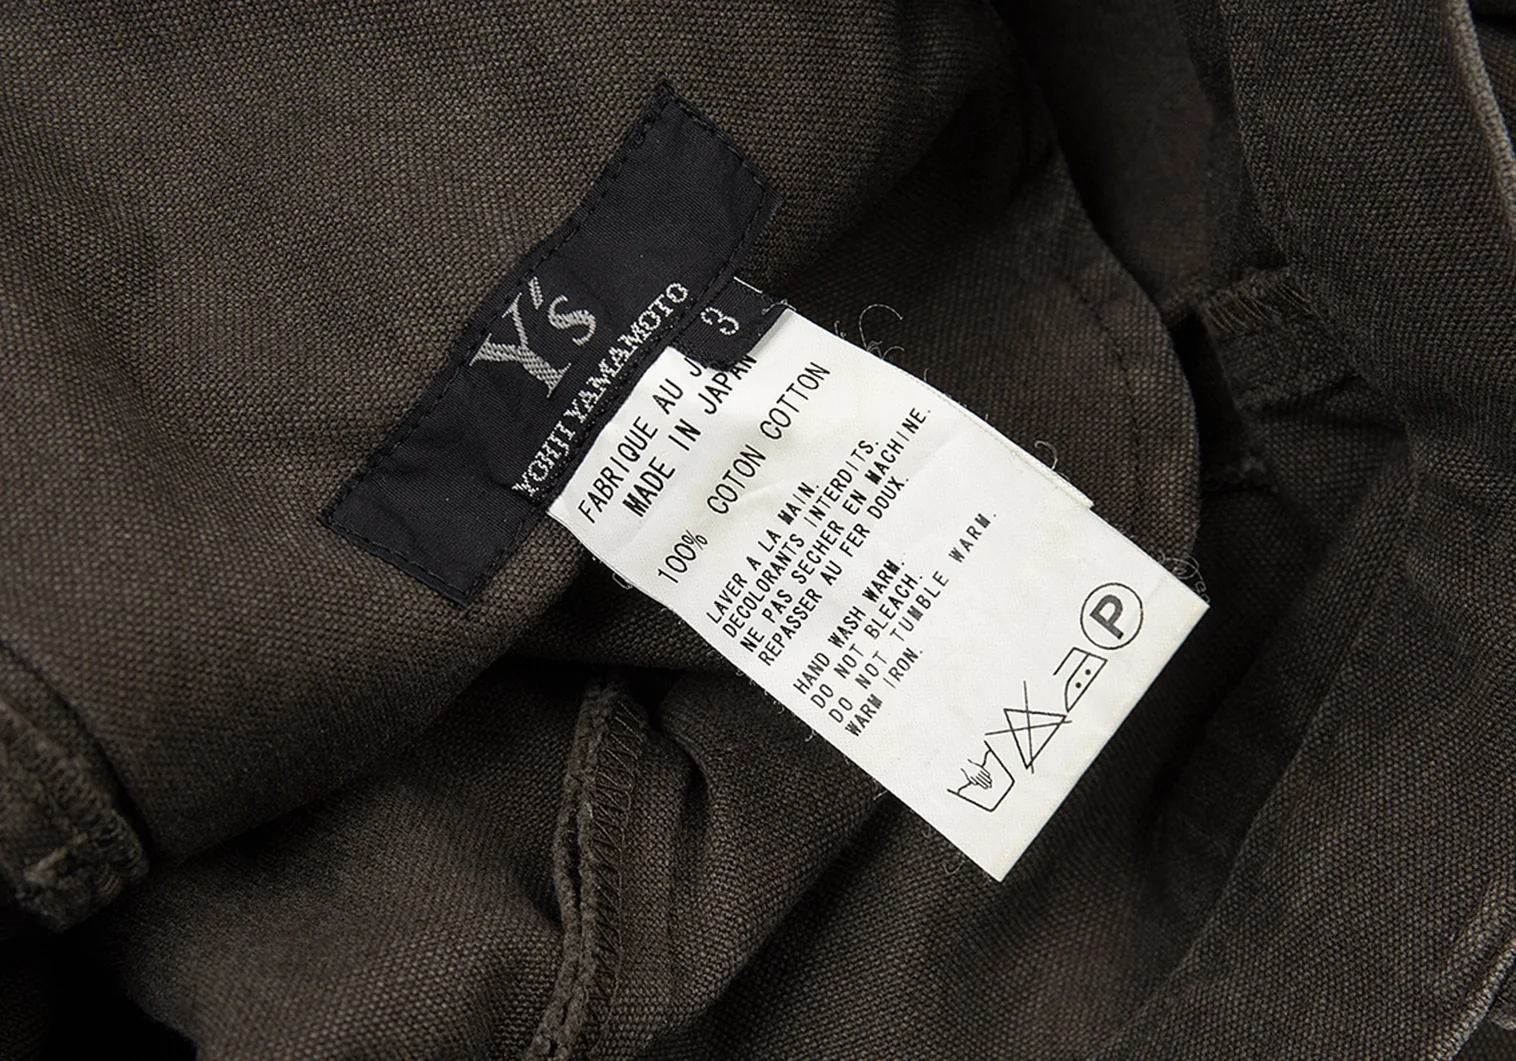 Y's
YOHJI YAMAMOTO
3
FABRIQUE AU J
MADE IN JAPAN
100% COTON COTTON
LAVER A LA MAIN.
DECOLORANTS INTERDITS.
NE PAS SECHER EN MACHINE.
REPASSER AU FER DOUX.
HAND WASH WARM.
DO NOT BLEACH.
DO NOT TUMBLE WARM.
WARM IRON.
P